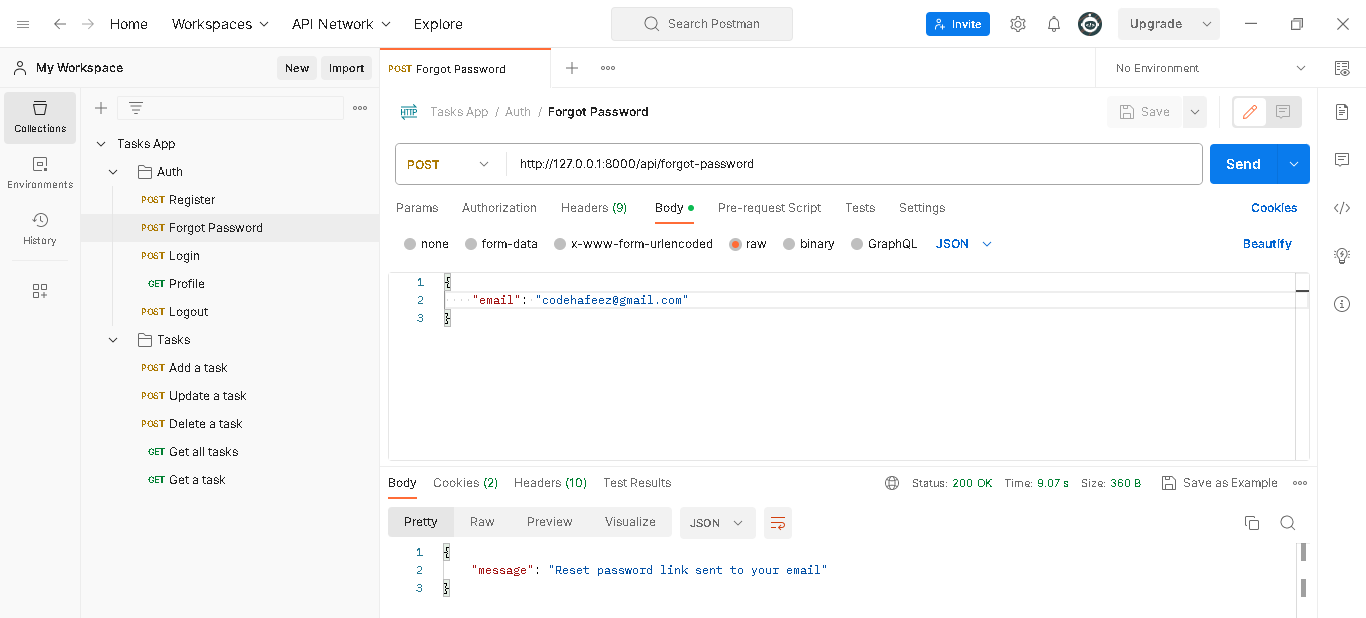 Home Workspaces API Network Explore Search Postman Invite Upgrade
My Workspace New Import POST Forgot Password No Environment
Collections
Environments
History
Tasks App
Auth
POST Register
POST Forgot Password
POST Login
GET Profile
POST Logout
Tasks
POST Add a task
POST Update a task
POST Delete a task
GET Get all tasks
GET Get a task
HTTP Tasks App / Auth / Forgot Password Save
POST http://127.0.0.1:8000/api/forgot-password Send
Params Authorization Headers (9) Body Pre-request Script Tests Settings Cookies
none form-data x-www-form-urlencoded raw binary GraphQL JSON Beautify
1 {
2 "email": "codehafeez@gmail.com"
3 }
Body Cookies (2) Headers (10) Test Results Status: 200 OK Time: 9.07 s Size: 360 B Save as Example
Pretty Raw Preview Visualize JSON
1 {
2 "message": "Reset password link sent to your email"
3 }